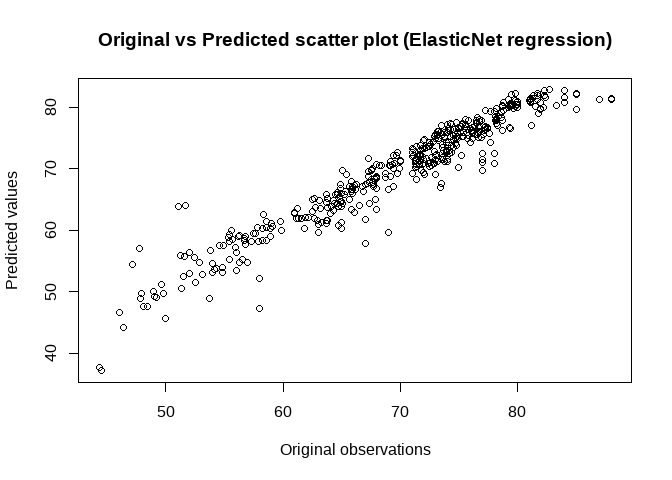 Original vs Predicted scatter plot (ElasticNet regression)
Predicted values
80
70
60
50
40
50 60 70 80
Original observations